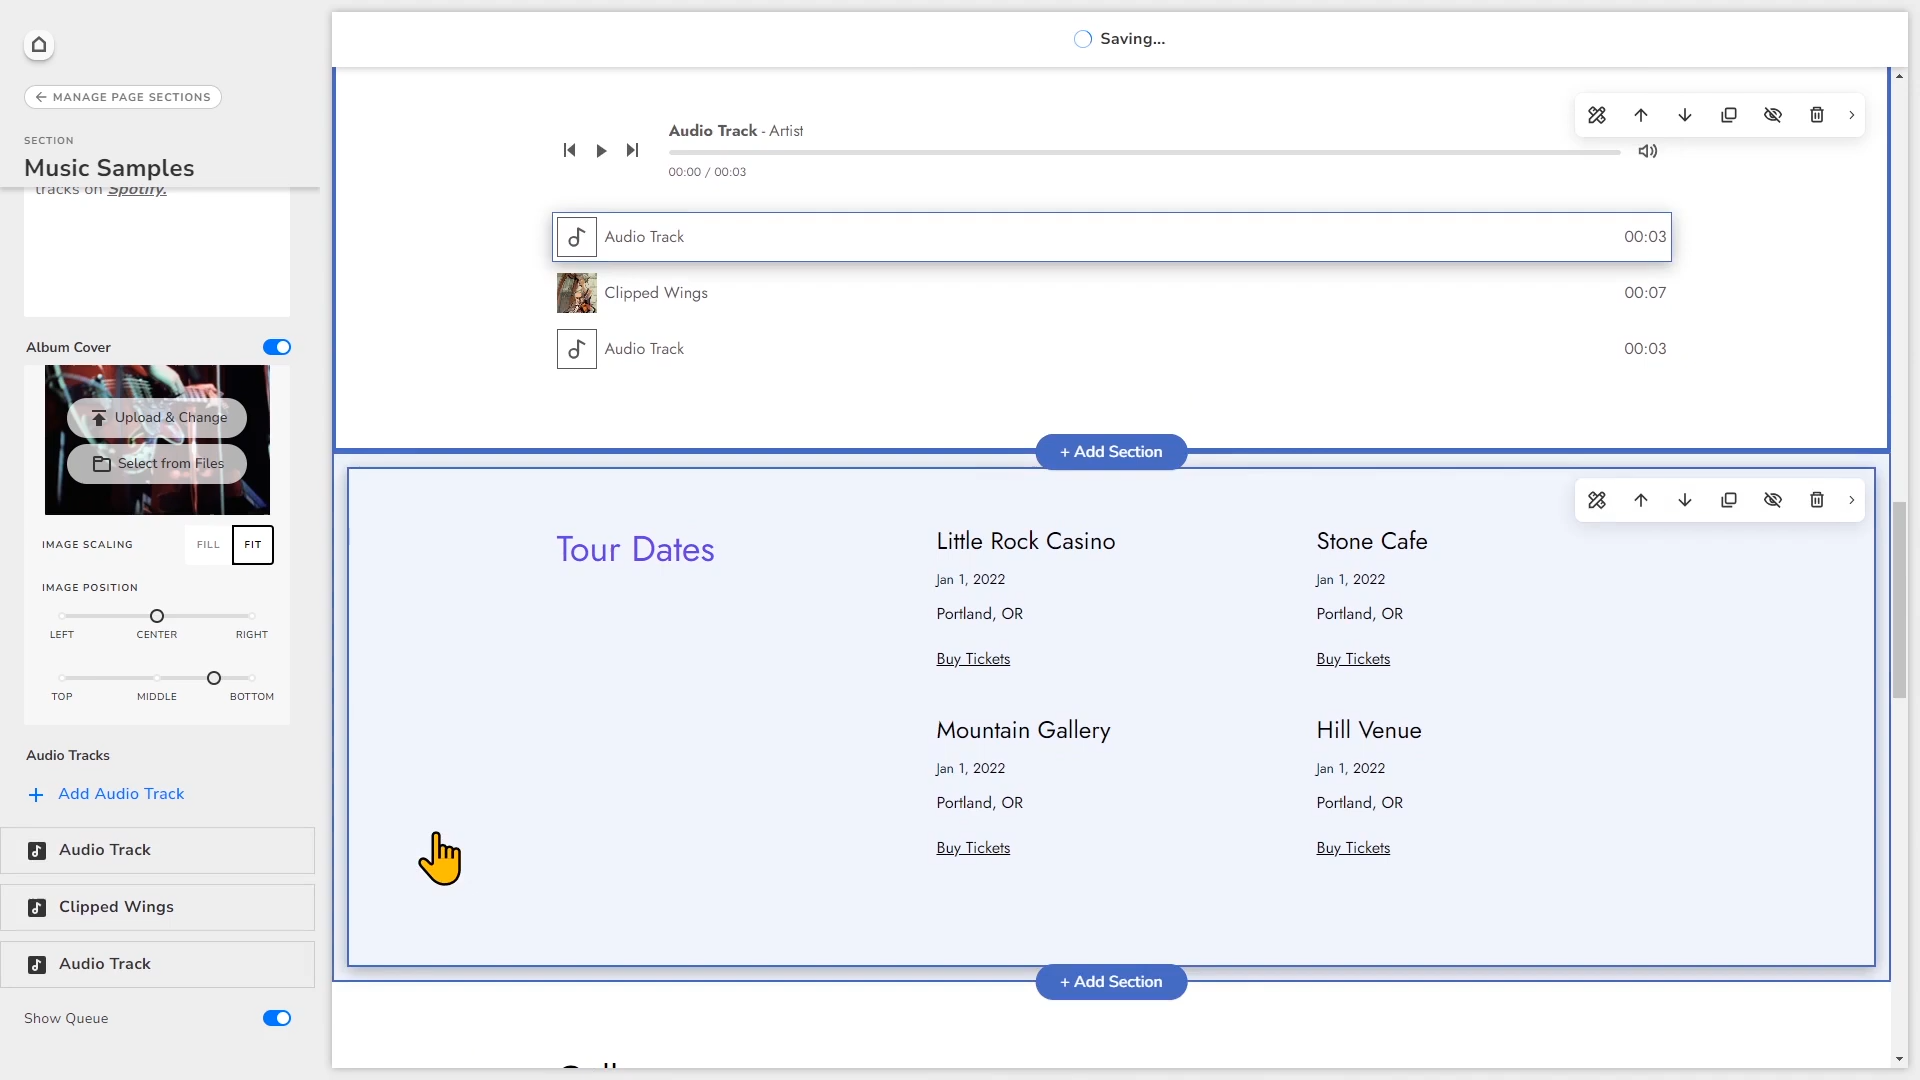 Saving...
MANAGE PAGE SECTIONS
SECTION
Music Samples
tracks on Spotify.
Album Cover
Upload & Change
Select from Files
IMAGE SCALING
FILL
FIT
IMAGE POSITION
LEFT
CENTER
RIGHT
TOP
MIDDLE
BOTTOM
Audio Tracks
+ Add Audio Track
Audio Track
Clipped Wings
Audio Track
Show Queue
Audio Track - Artist
00:00 / 00:03
Audio Track 00:03
Clipped Wings 00:07
Audio Track 00:03
+ Add Section
Tour Dates
Little Rock Casino
Jan 1, 2022
Portland, OR
Buy Tickets
Stone Cafe
Jan 1, 2022
Portland, OR
Buy Tickets
Mountain Gallery
Jan 1, 2022
Portland, OR
Buy Tickets
Hill Venue
Jan 1, 2022
Portland, OR
Buy Tickets
+ Add Section